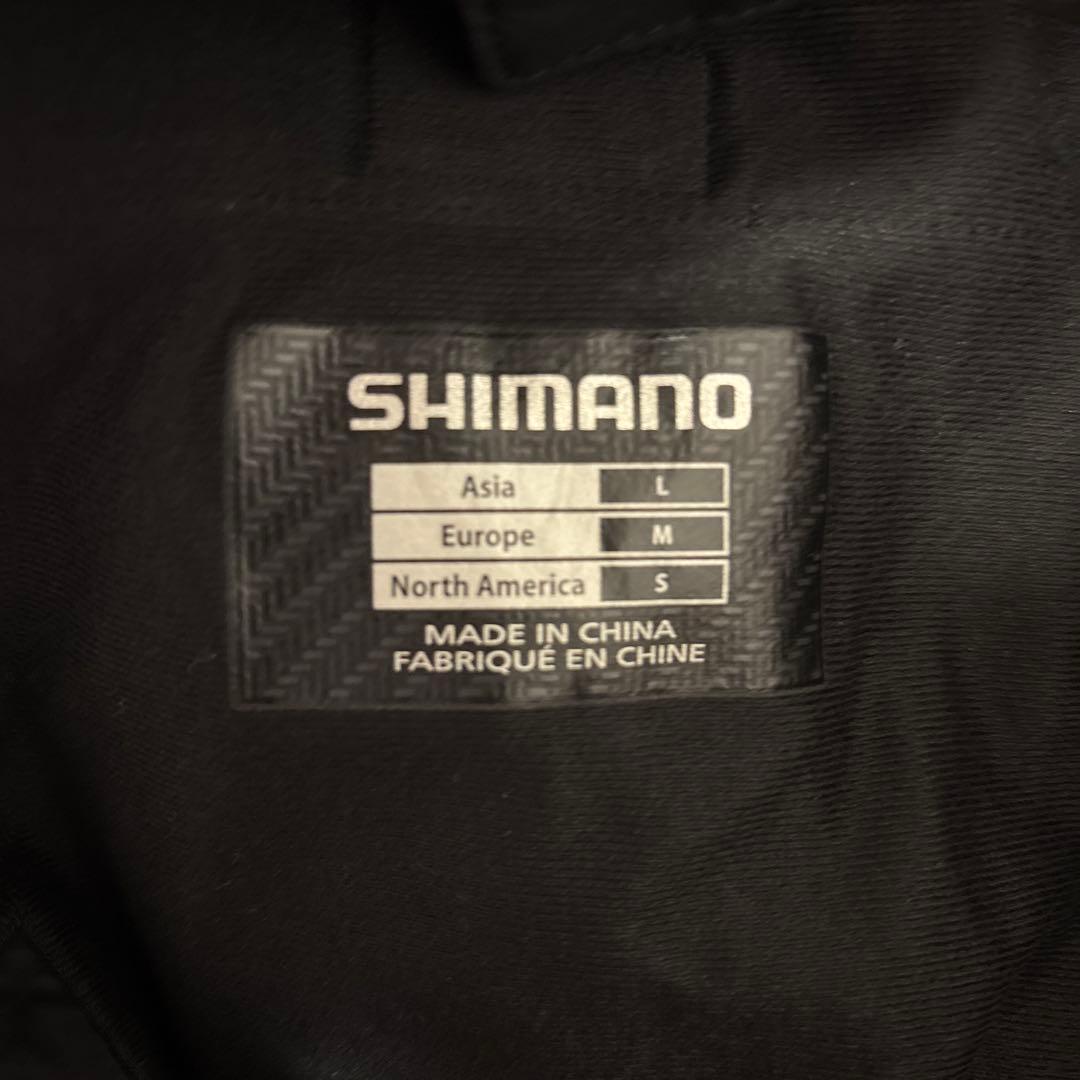 SHIMANO
Asia L
Europe M
North America S
MADE IN CHINA
FABRIQUÉ EN CHINE